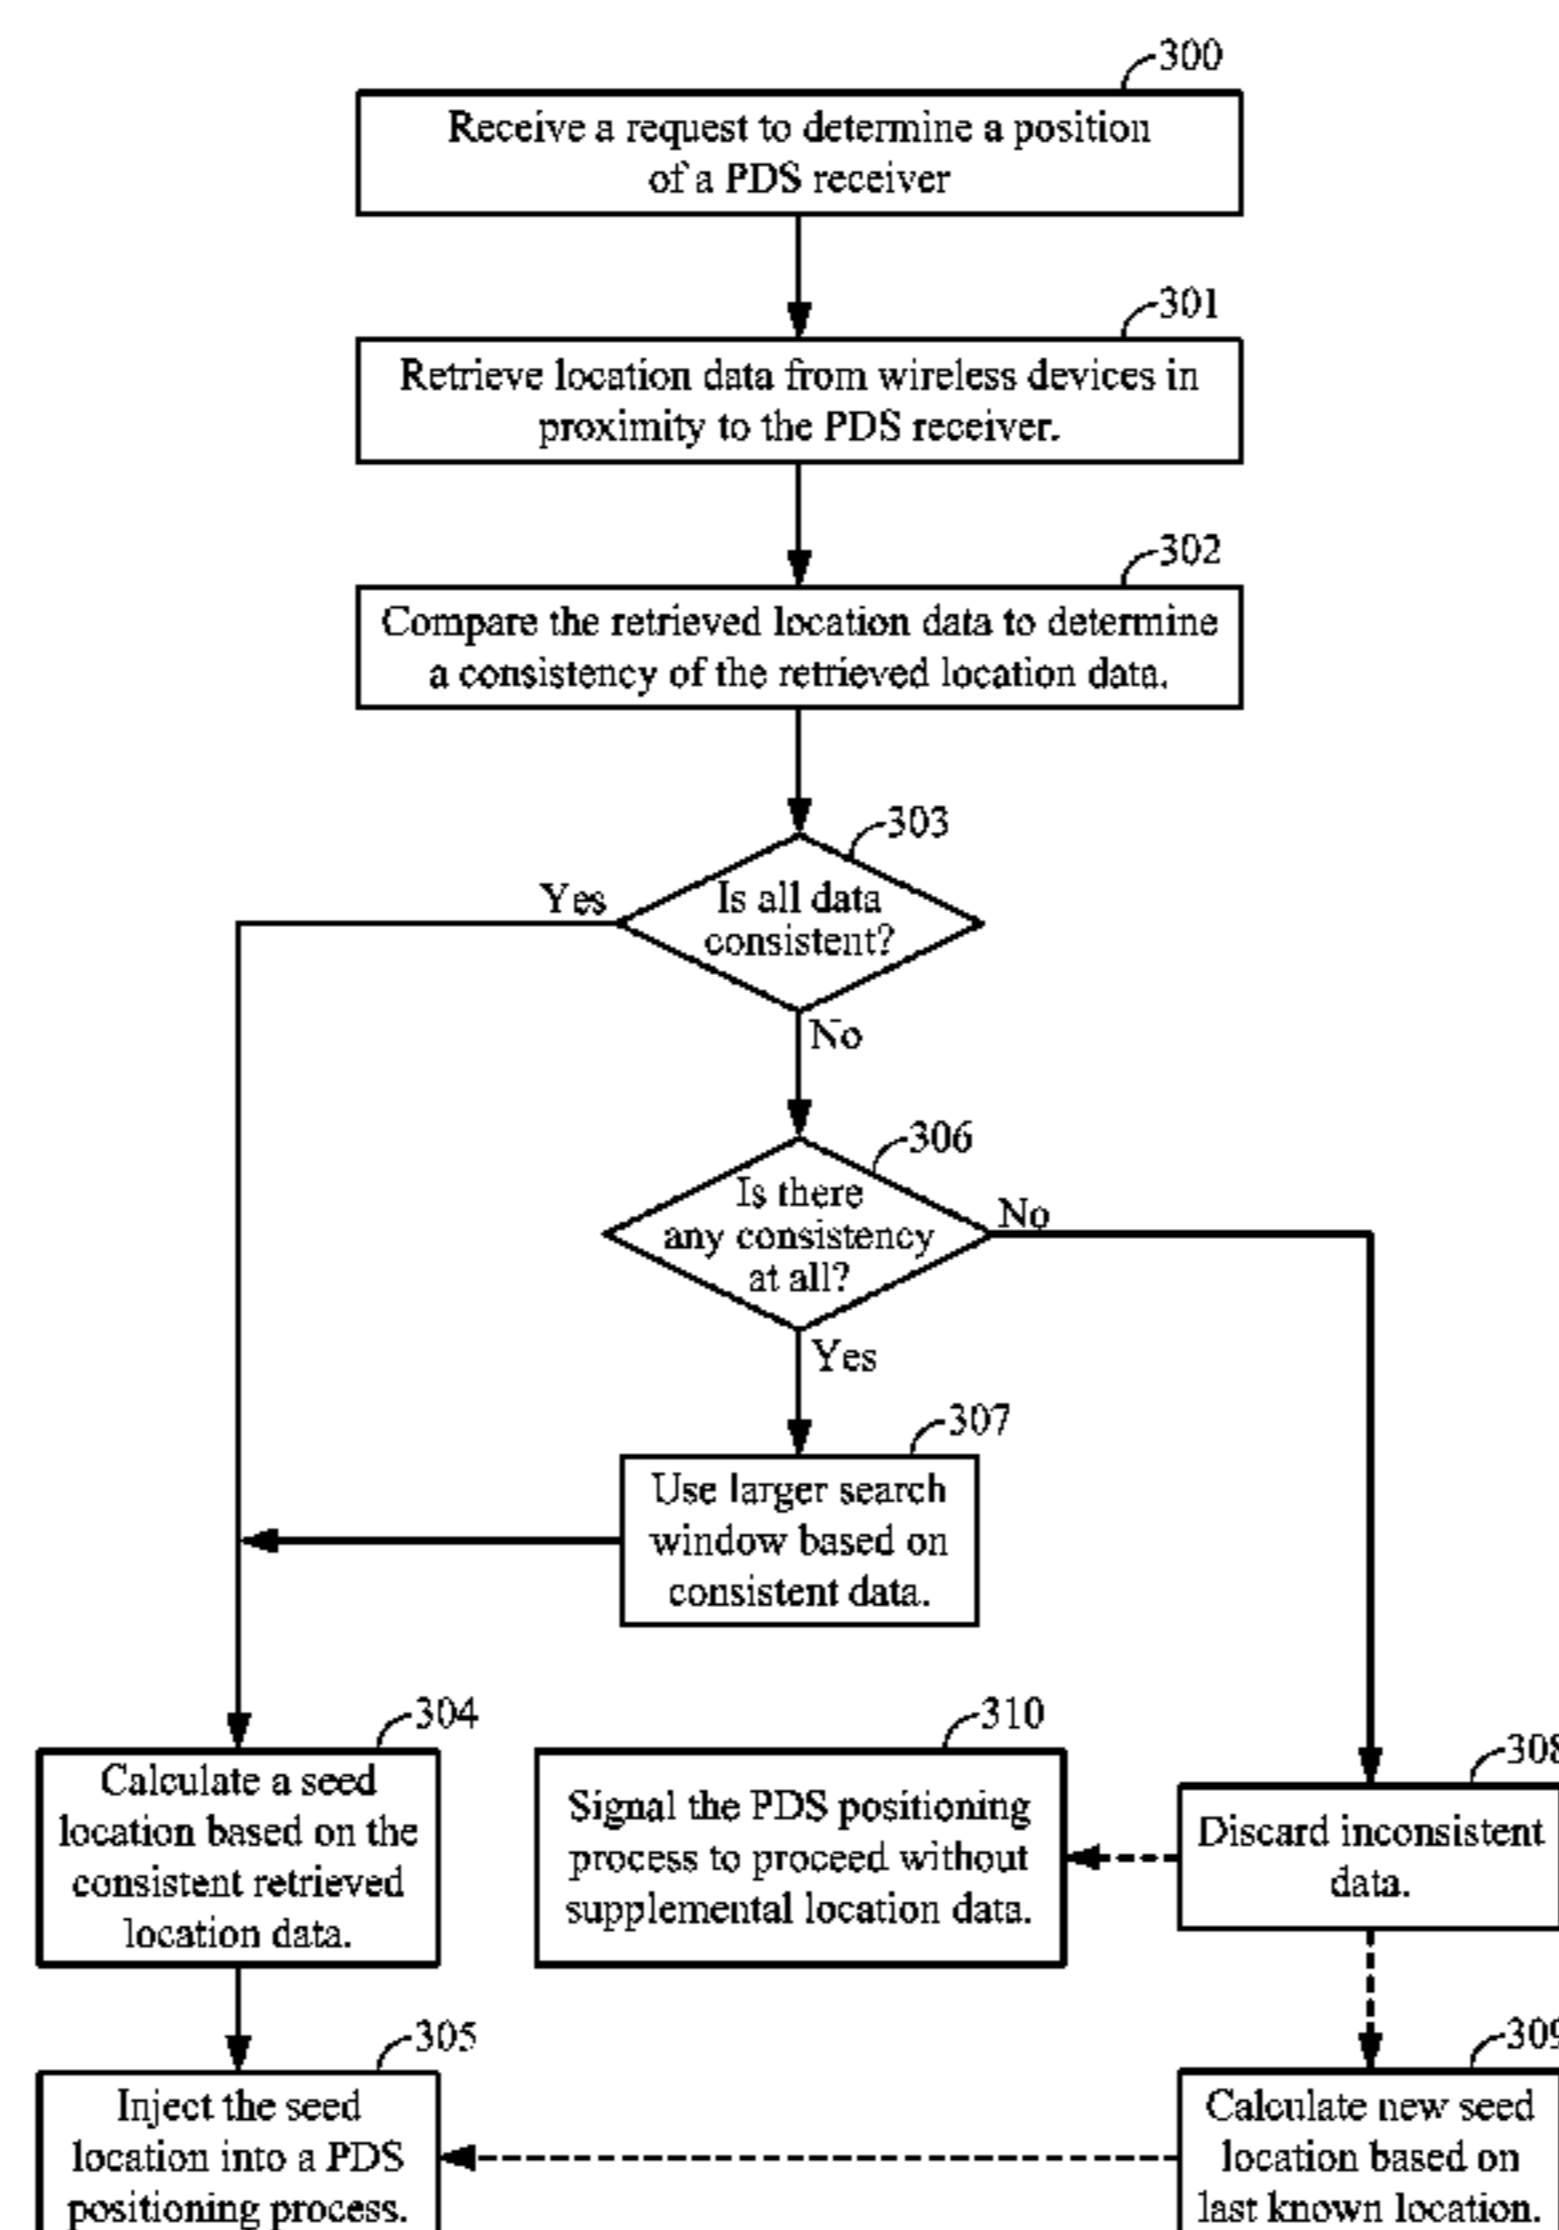 300
Receive a request to determine a position
of a PDS receiver
301
Retrieve location data from wireless devices in
proximity to the PDS receiver.
302
Compare the retrieved location data to determine
a consistency of the retrieved location data.
303
Is all data
consistent?
Yes
No
306
Is there
any consistency
at all?
No
Yes
307
Use larger search
window based on
consistent data.
304
Calculate a seed
location based on the
consistent retrieved
location data.
310
Signal the PDS positioning
process to proceed without
supplemental location data.
308
Discard inconsistent
data.
305
Inject the seed
location into a PDS
positioning process.
309
Calculate new seed
location based on
last known location.